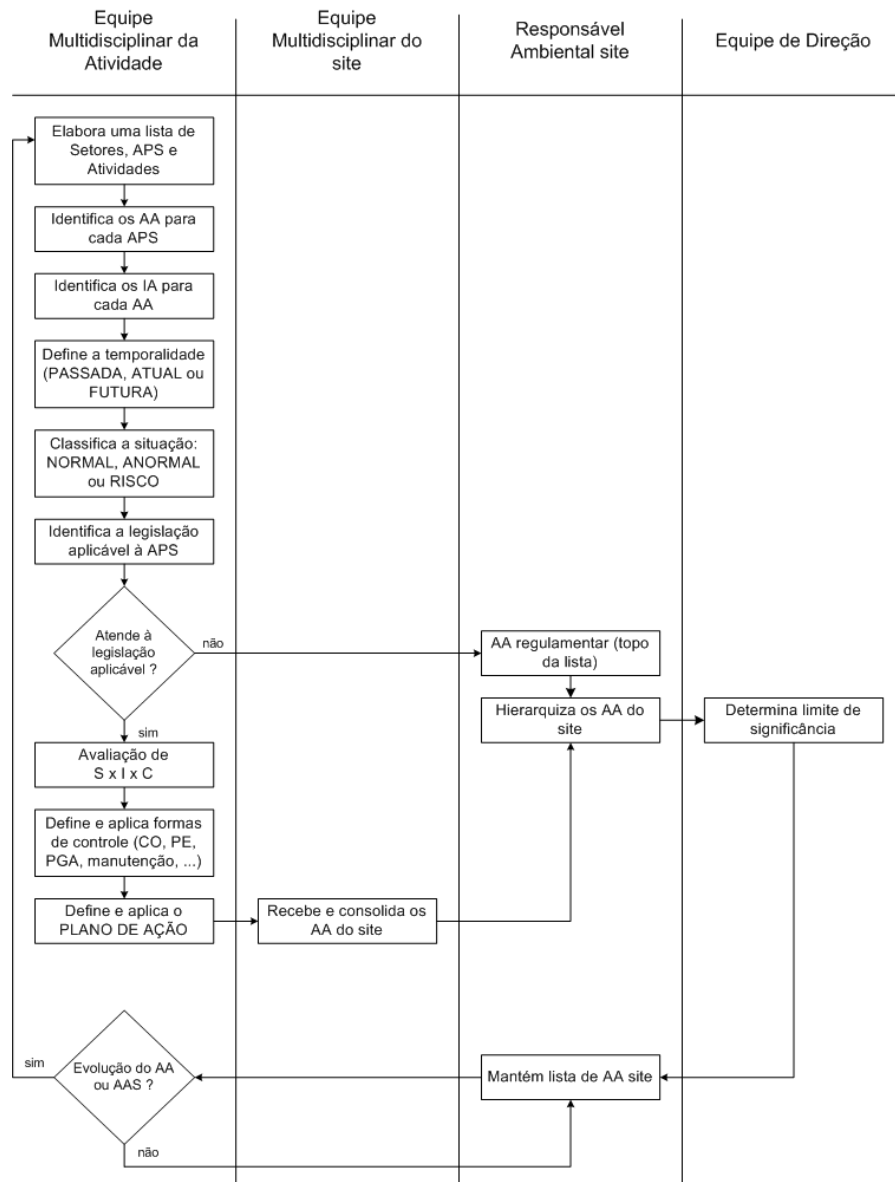 Equipe
Multidisciplinar da
Atividade
Equipe
Multidisciplinar do
site
Responsável
Ambiental site
Equipe de Direção
Elabora uma lista de
Setores, APS e
Atividades
Identifica os AA para
cada APS
Identifica os IA para
cada AA
Define a temporalidade
(PASSADA, ATUAL ou
FUTURA)
Classifica a situação:
NORMAL, ANORMAL
ou RISCO
Identifica a legislação
aplicável à APS
Atende à
legislação
aplicável ?
não
sim
AA regulamentar (topo
da lista)
Hierarquiza os AA do
site
Determina limite de
significância
Avaliação de
S x I x C
Define e aplica formas
de controle (CO, PE,
PGA, manutenção, ...)
Define e aplica o
PLANO DE AÇÃO
Recebe e consolida os
AA do site
sim
Evolução do AA
ou AAS ?
não
Mantém lista de AA site